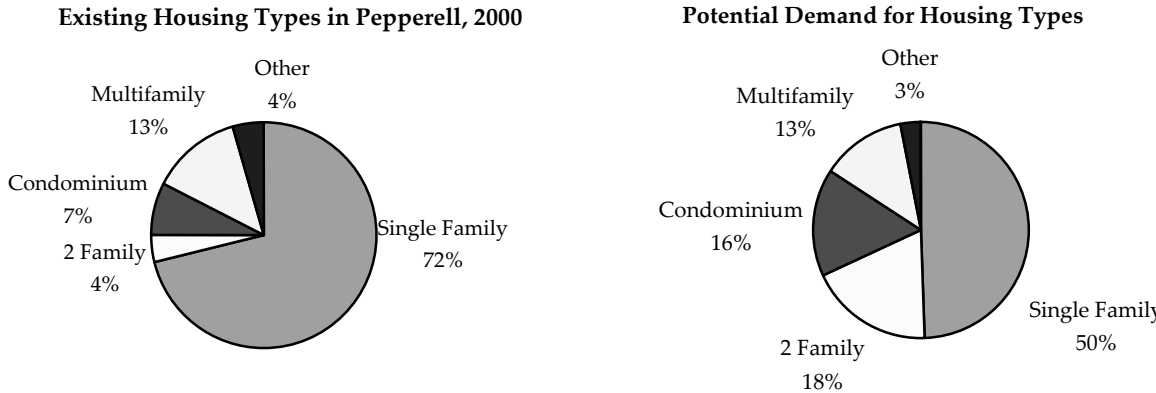 Existing Housing Types in Pepperell, 2000
Other
4%
Multifamily
13%
Condominium
7%
2 Family
4%
Single Family
72%
Potential Demand for Housing Types
Other
3%
Multifamily
13%
Condominium
16%
2 Family
18%
Single Family
50%